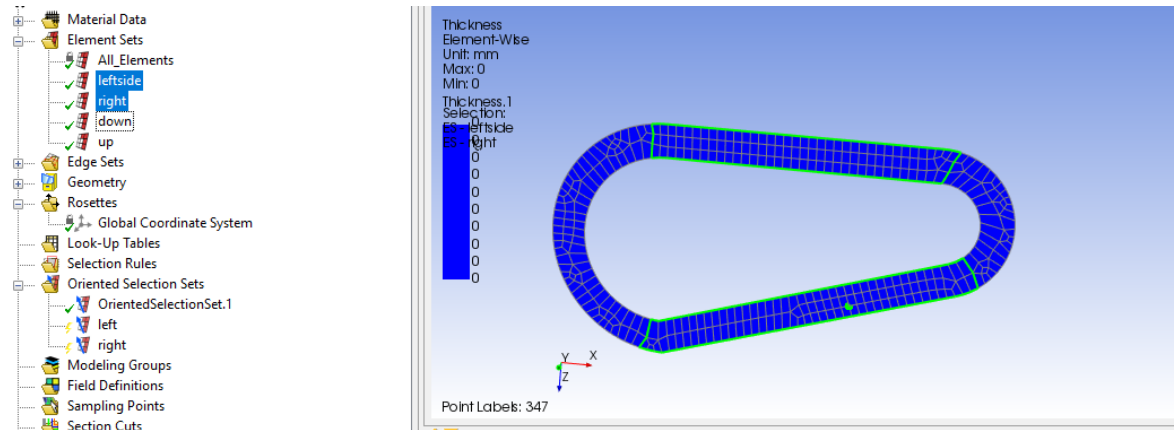 Material Data
Element Sets
All_Elements
leftside
right
down
up
Edge Sets
Geometry
Rosettes
Global Coordinate System
Look-Up Tables
Selection Rules
Oriented Selection Sets
OrientedSelectionSet.1
left
right
Modeling Groups
Field Definitions
Sampling Points
Section Cuts
Thickness
Element-Wise
Unit: mm
Max: 0
Min: 0
Thickness.1
Selection:
ES - leftside
ES - right
0
0
0
0
0
0
0
0
0
Y
X
Z
Point Labels: 347